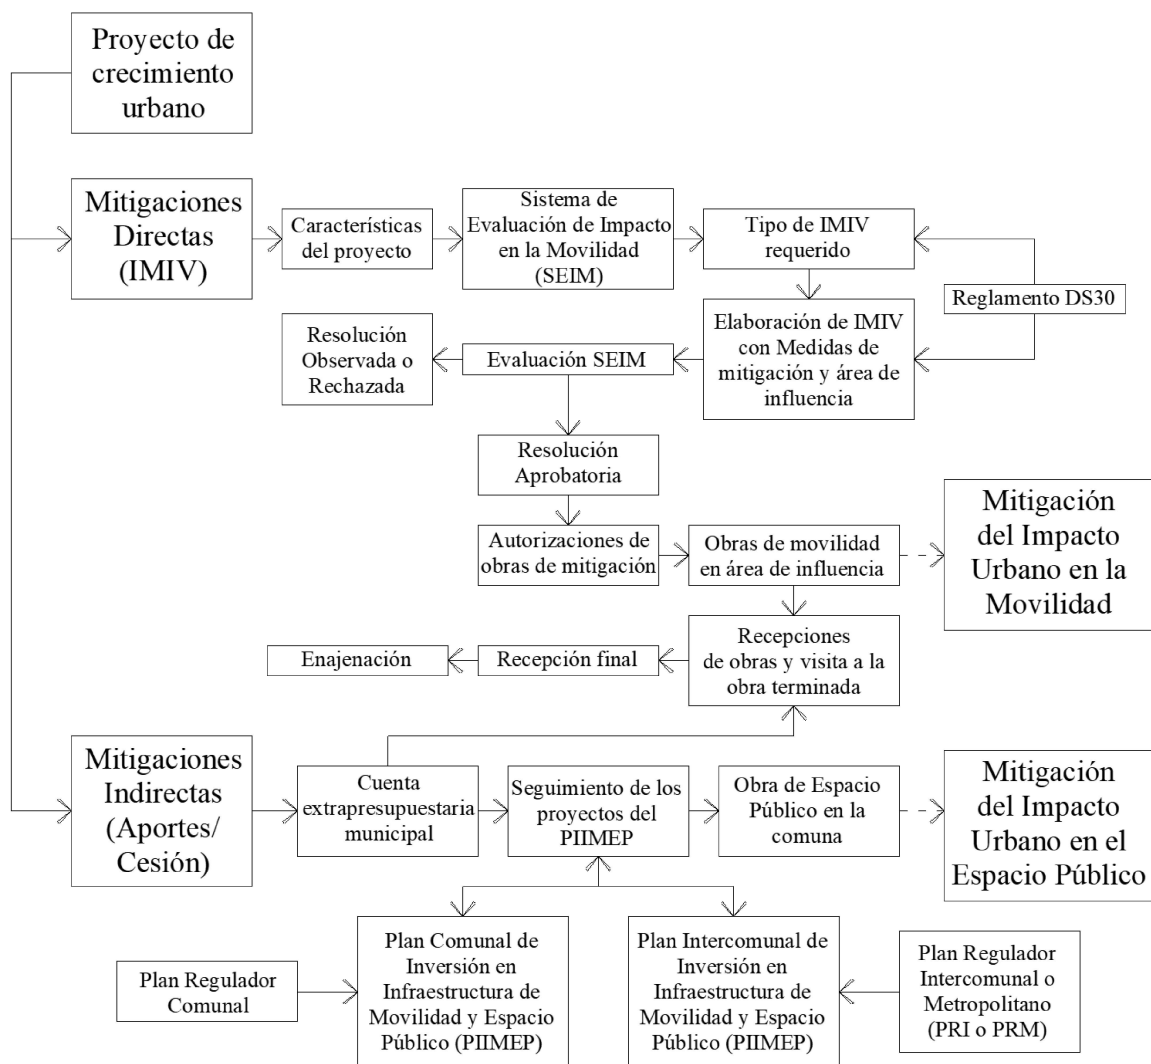 Proyecto de
crecimiento
urbano
Mitigaciones
Directas
(IMIV)
Características
del proyecto
Sistema de
Evaluación de Impacto
en la Movilidad
(SEIM)
Tipo de IMIV
requerido
Reglamento DS30
Elaboración de IMIV
con Medidas de
mitigación y área de
influencia
Evaluación SEIM
Resolución
Observada o
Rechazada
Resolución
Aprobatoria
Autorizaciones de
obras de mitigación
Obras de movilidad
en área de influencia
Mitigación
del Impacto
Urbano en la
Movilidad
Recepciones
de obras y visita a la
obra terminada
Recepción final
Enajenación
Mitigaciones
Indirectas
(Aportes/
Cesión)
Cuenta
extrapresupuestaria
municipal
Seguimiento de los
proyectos del
PIIMEP
Obra de Espacio
Público en la
comuna
Mitigación
del Impacto
Urbano en el
Espacio Público
Plan Regulador
Comunal
Plan Comunal de
Inversión en
Infraestructura de
Movilidad y Espacio
Público (PIIMEP)
Plan Intercomunal de
Inversión en
Infraestructura de
Movilidad y Espacio
Público (PIIMEP)
Plan Regulador
Intercomunal o
Metropolitano
(PRI o PRM)